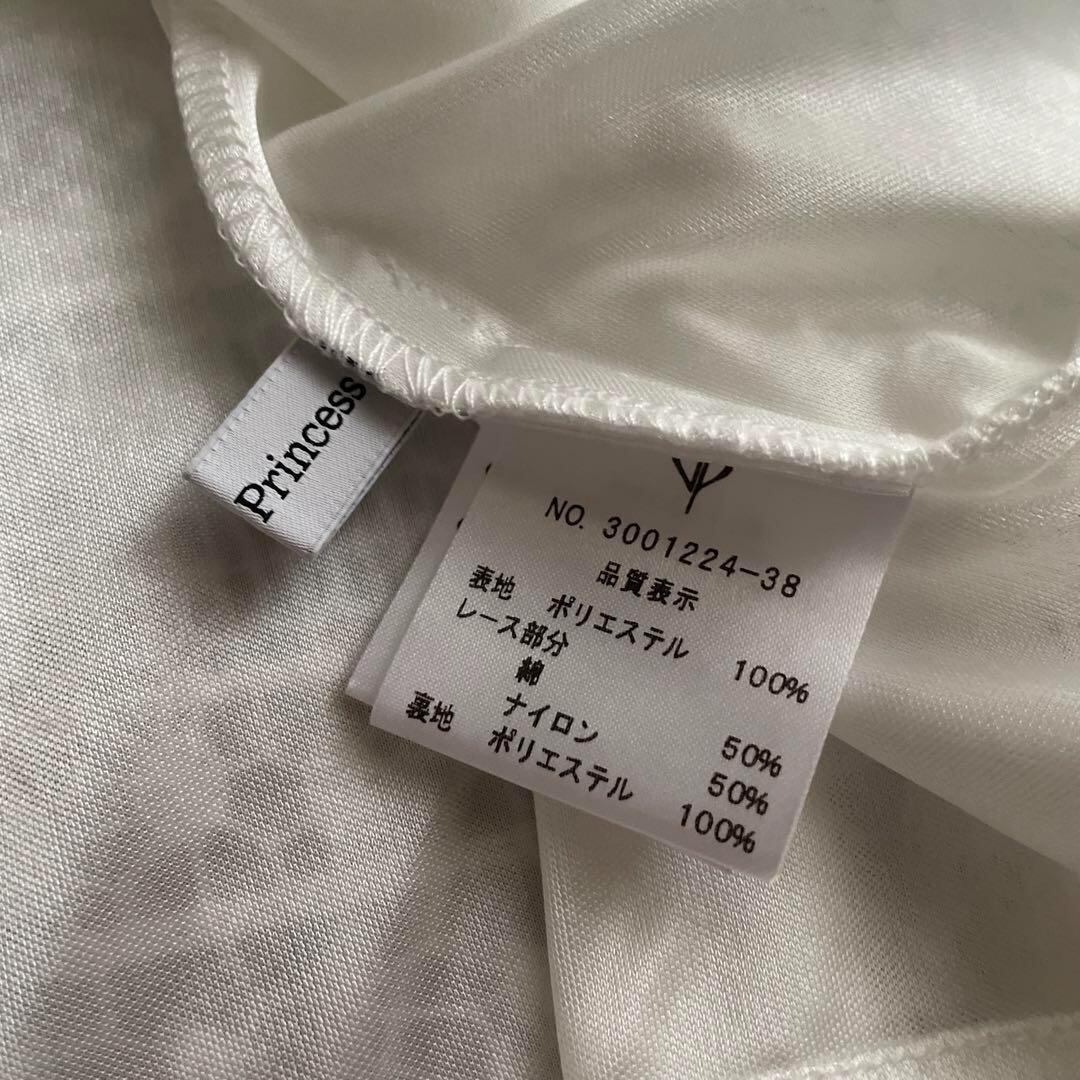 Princess
NO. 3001224-38
品質表示
表地 ポリエステル 100%
レース部分
綿 50%
ナイロン 50%
裏地 ポリエステル 100%